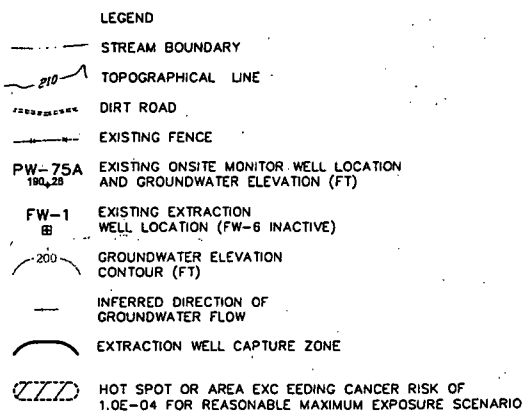 LEGEND
STREAM BOUNDARY
210 TOPOGRAPHICAL LINE
DIRT ROAD
EXISTING FENCE
PW-75A EXISTING ONSITE MONITOR WELL LOCATION
190.28 AND GROUNDWATER ELEVATION (FT)
FW-1 EXISTING EXTRACTION
WELL LOCATION (FW-6 INACTIVE)
200 GROUNDWATER ELEVATION
CONTOUR (FT)
INFERRED DIRECTION OF
GROUNDWATER FLOW
EXTRACTION WELL CAPTURE ZONE
HOT SPOT OR AREA EXC EEDING CANCER RISK OF
1.0E-04 FOR REASONABLE MAXIMUM EXPOSURE SCENARIO